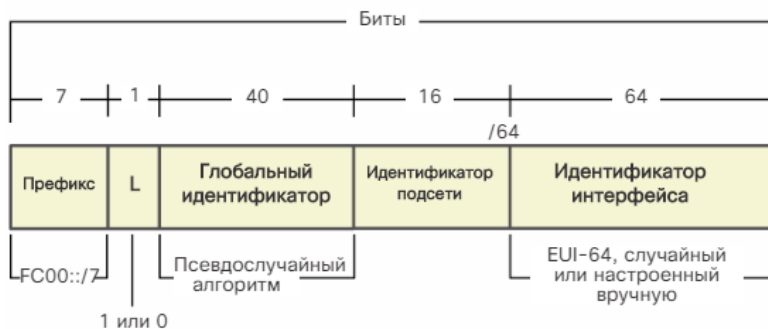 Биты
7 1 40 16 64
/64
Префикс
L
Глобальный
идентификатор
Идентификатор
подсети
Идентификатор
интерфейса
FC00::/7
Псевдослучайный
алгоритм
EUI-64, случайный
или настроенный
вручную
1 или 0